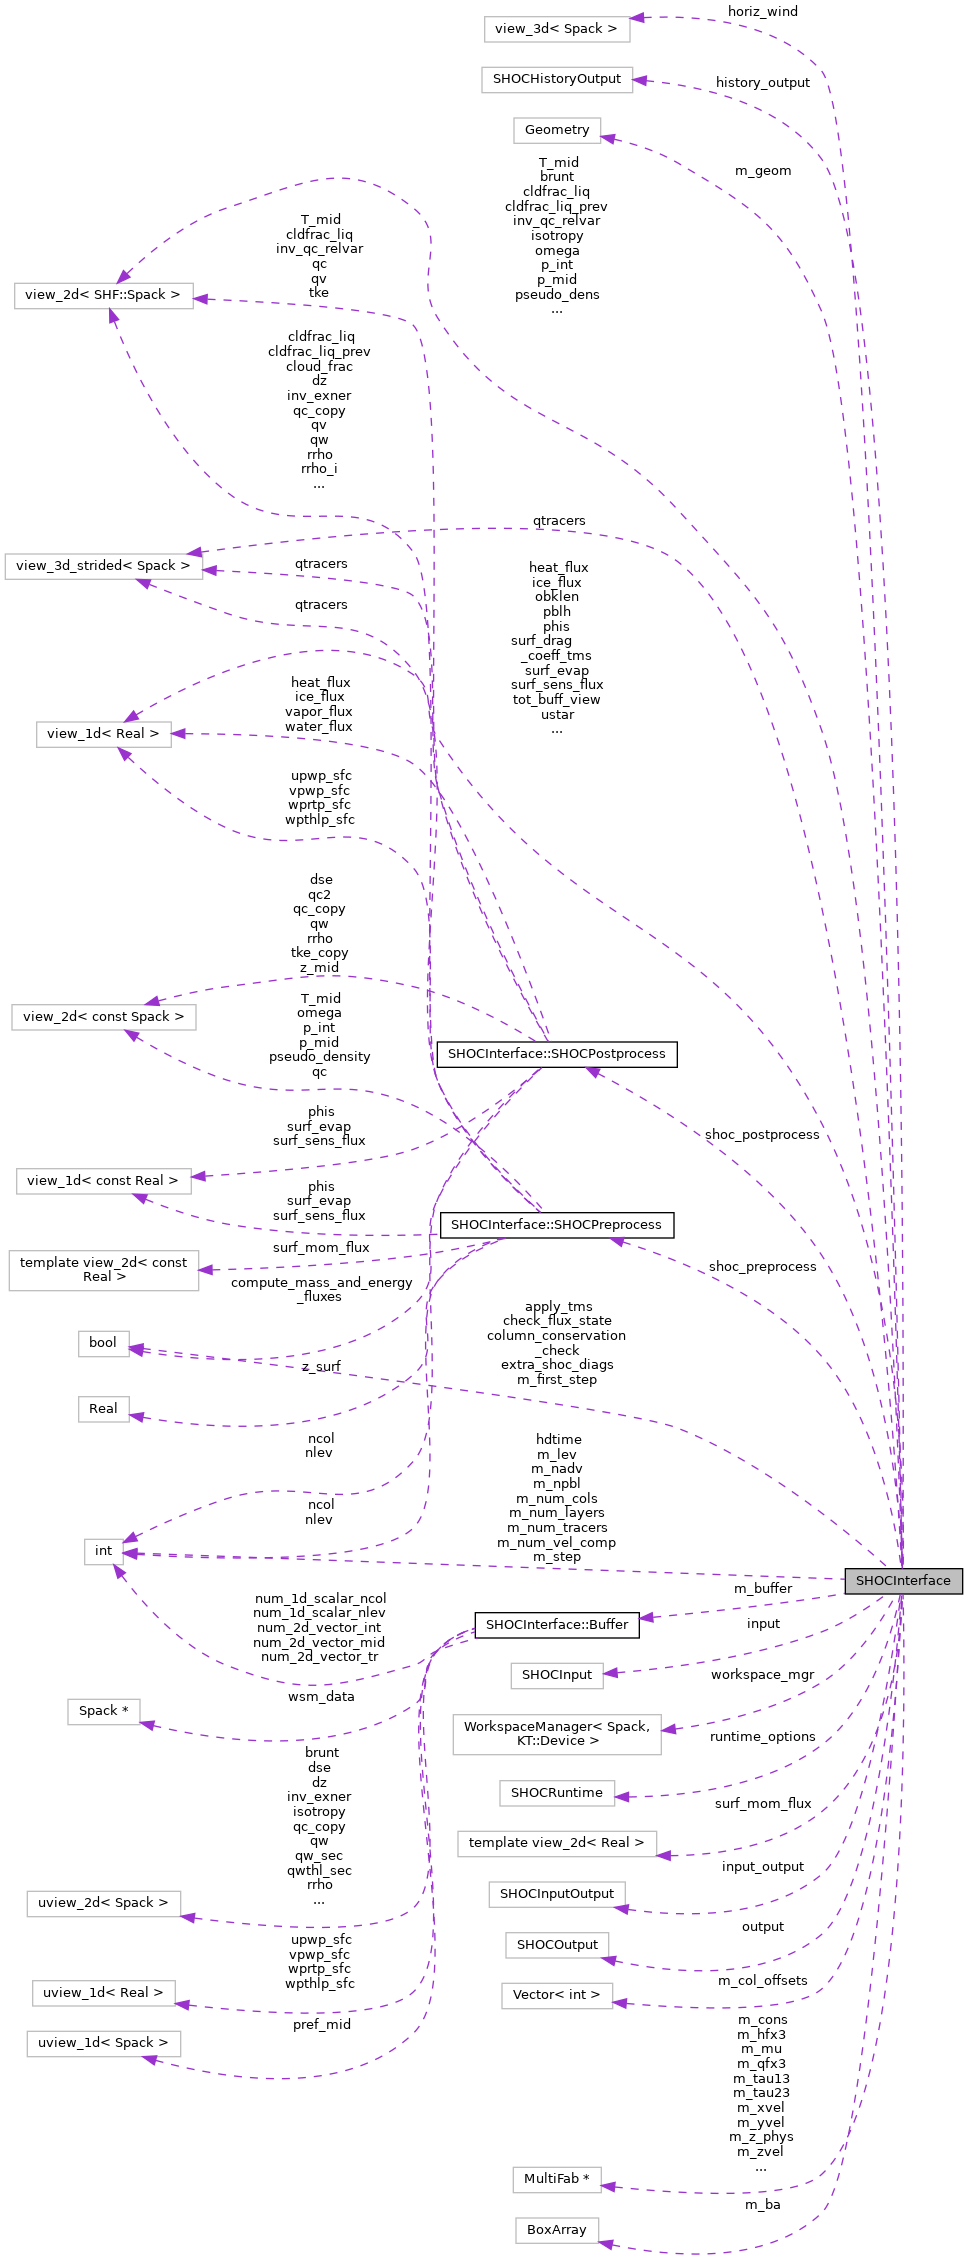 horiz_wind
view_3d< Spack >
SHOCHistoryOutput
history_output
Geometry
m_geom
T_mid
brunt
cldfrac_liq
cldfrac_liq_prev
inv_qc_relvar
isotropy
omega
p_int
p_mid
pseudo_dens
...
T_mid
cldfrac_liq
inv_qc_relvar
qc
qv
tke
view_2d< SHF::Spack >
cldfrac_liq
cldfrac_liq_prev
cloud_frac
dz
inv_exner
qc_copy
qv
qw
rrho
rrho_i
...
qtracers
view_3d_strided< Spack >
qtracers
qtracers
heat_flux
ice_flux
obklen
pblh
phis
surf_drag
_coeff_tms
surf_evap
surf_sens_flux
tot_buff_view
ustar
...
heat_flux
ice_flux
vapor_flux
water_flux
view_1d< Real >
upwp_sfc
vpwp_sfc
wprtp_sfc
wpthlp_sfc
dse
qc2
qc_copy
qw
rrho
tke_copy
z_mid
view_2d< const Spack >
T_mid
omega
p_int
p_mid
pseudo_density
qc
SHOCInterface::SHOCPostprocess
phis
surf_evap
surf_sens_flux
shoc_postprocess
view_1d< const Real >
phis
surf_evap
surf_sens_flux
SHOCInterface::SHOCPreprocess
surf_mom_flux
shoc_preprocess
template view_2d< const
Real >
compute_mass_and_energy
_fluxes
apply_tms
check_flux_state
column_conservation
_check
extra_shoc_diags
m_first_step
bool
z_surf
Real
ncol
nlev
hdtime
m_lev
m_nadv
m_npbl
m_num_cols
m_num_layers
m_num_tracers
m_num_vel_comp
m_step
ncol
nlev
int
SHOCInterface
m_buffer
num_1d_scalar_ncol
num_1d_scalar_nlev
num_2d_vector_int
num_2d_vector_mid
num_2d_vector_tr
SHOCInterface::Buffer
input
SHOCInput
workspace_mgr
wsm_data
Spack *
WorkspaceManager< Spack,
KT::Device >
runtime_options
brunt
dse
dz
inv_exner
isotropy
qc_copy
qw
qw_sec
qwthl_sec
rrho
...
SHOCRuntime
surf_mom_flux
template view_2d< Real >
input_output
uview_2d< Spack >
SHOCInputOutput
output
upwp_sfc
vpwp_sfc
wprtp_sfc
wpthlp_sfc
SHOCOutput
m_col_offsets
uview_1d< Real >
Vector< int >
pref_mid
uview_1d< Spack >
m_cons
m_hfx3
m_mu
m_qfx3
m_tau13
m_tau23
m_xvel
m_yvel
m_z_phys
m_zvel
...
MultiFab *
m_ba
BoxArray